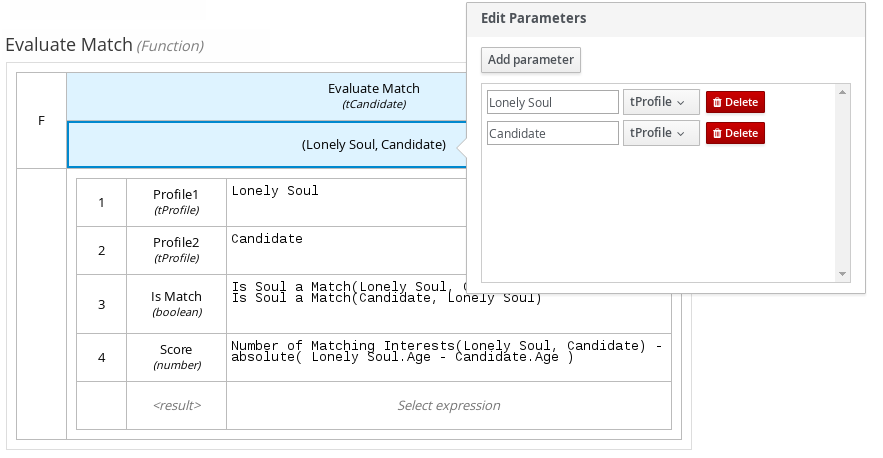 Evaluate Match (Function)
Edit Parameters
Add parameter
Lonely Soul tProfile Delete
Candidate tProfile Delete
F
Evaluate Match
(tCandidate)
(Lonely Soul, Candidate)
1 Profile1 (tProfile) Lonely Soul
2 Profile2 (tProfile) Candidate
3 Is Match (boolean) Is Soul a Match(Lonely Soul,
Is Soul a Match(Candidate, Lonely Soul)
4 Score (number) Number of Matching Interests(Lonely Soul, Candidate) -
absolute( Lonely Soul.Age - Candidate.Age )
<result> Select expression